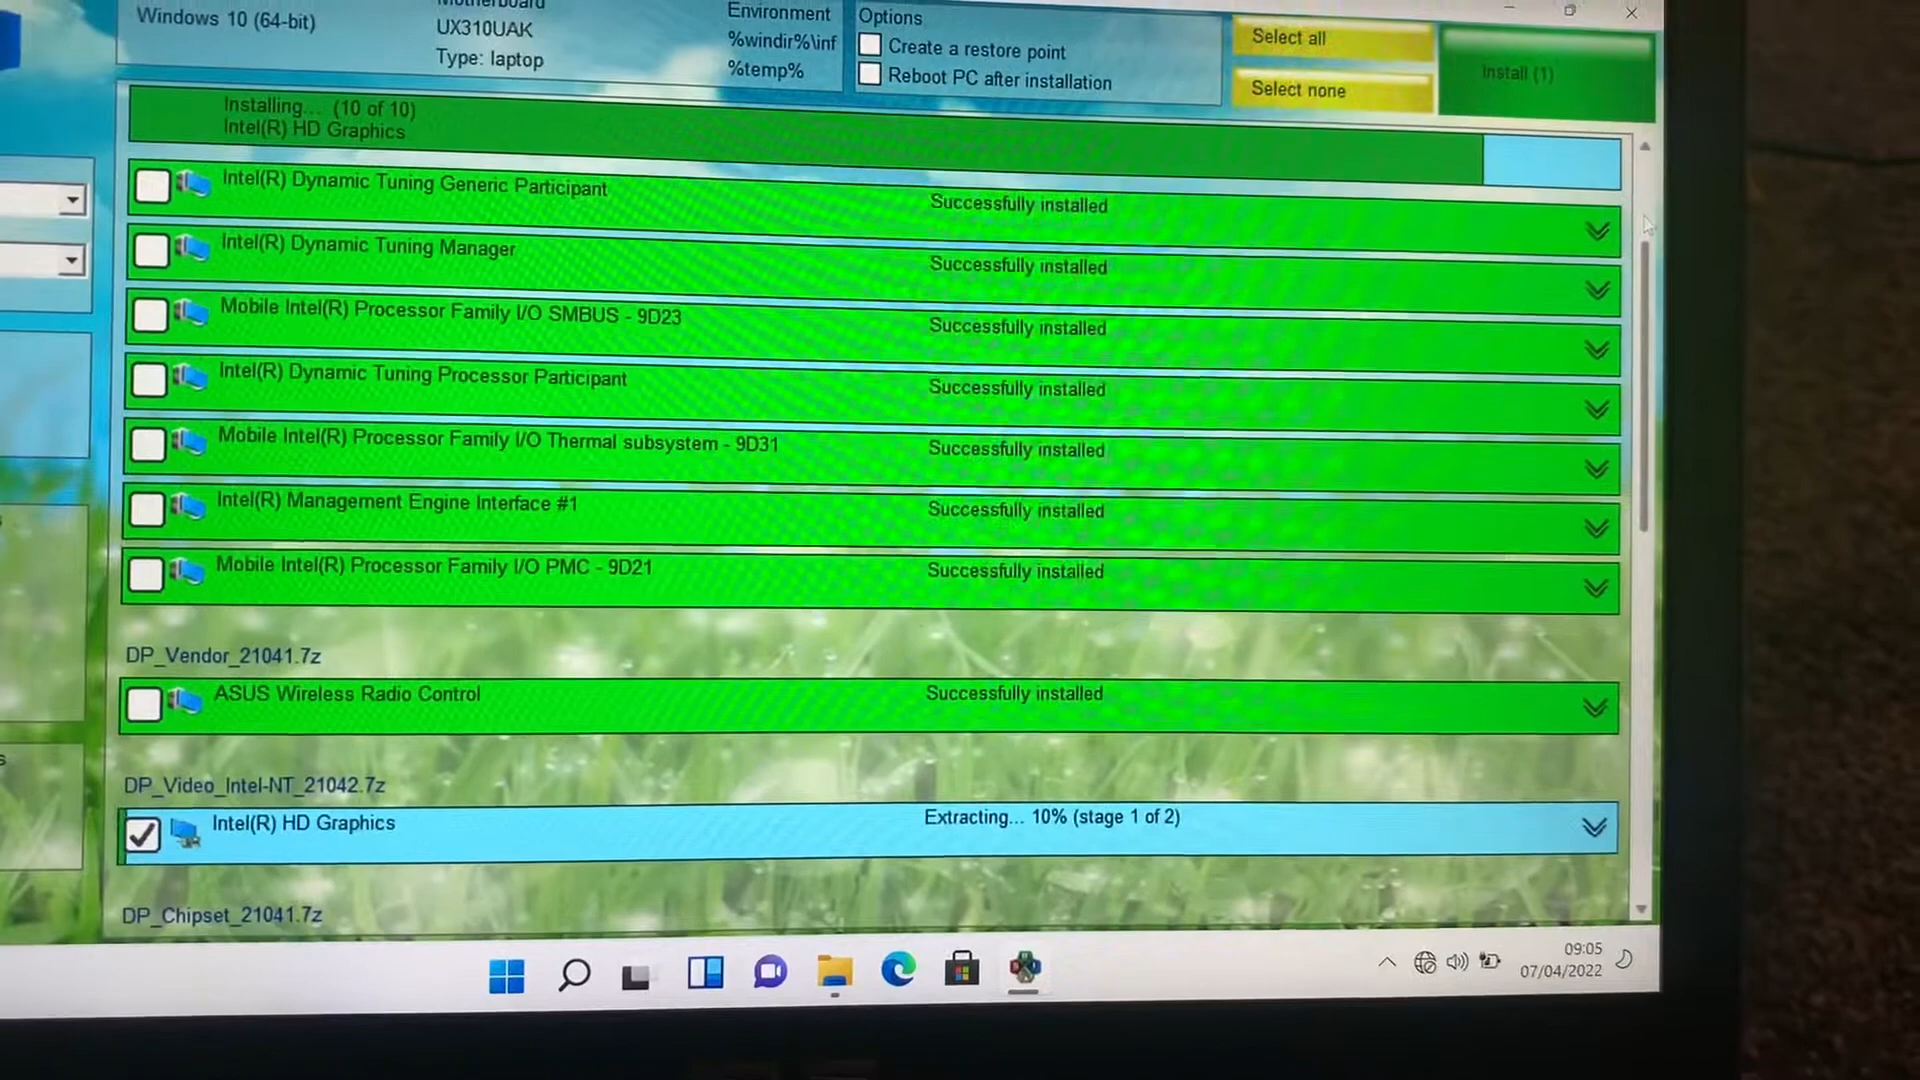 Windows 10 (64-bit)
Motherboard
UX310UAK
Type: laptop
Environment
%windir%\inf
%temp%
Options
Create a restore point
Reboot PC after installation
Select all
Select none
Install (1)
Installing... (10 of 10)
Intel(R) HD Graphics
Intel(R) Dynamic Tuning Generic Participant Successfully installed
Intel(R) Dynamic Tuning Manager Successfully installed
Mobile Intel(R) Processor Family I/O SMBUS - 9D23 Successfully installed
Intel(R) Dynamic Tuning Processor Participant Successfully installed
Mobile Intel(R) Processor Family I/O Thermal subsystem - 9D31 Successfully installed
Intel(R) Management Engine Interface #1 Successfully installed
Mobile Intel(R) Processor Family I/O PMC - 9D21 Successfully installed
DP_Vendor_21041.7z
ASUS Wireless Radio Control Successfully installed
DP_Video_Intel-NT_21042.7z
Intel(R) HD Graphics Extracting... 10% (stage 1 of 2)
DP_Chipset_21041.7z
09:05
07/04/2022